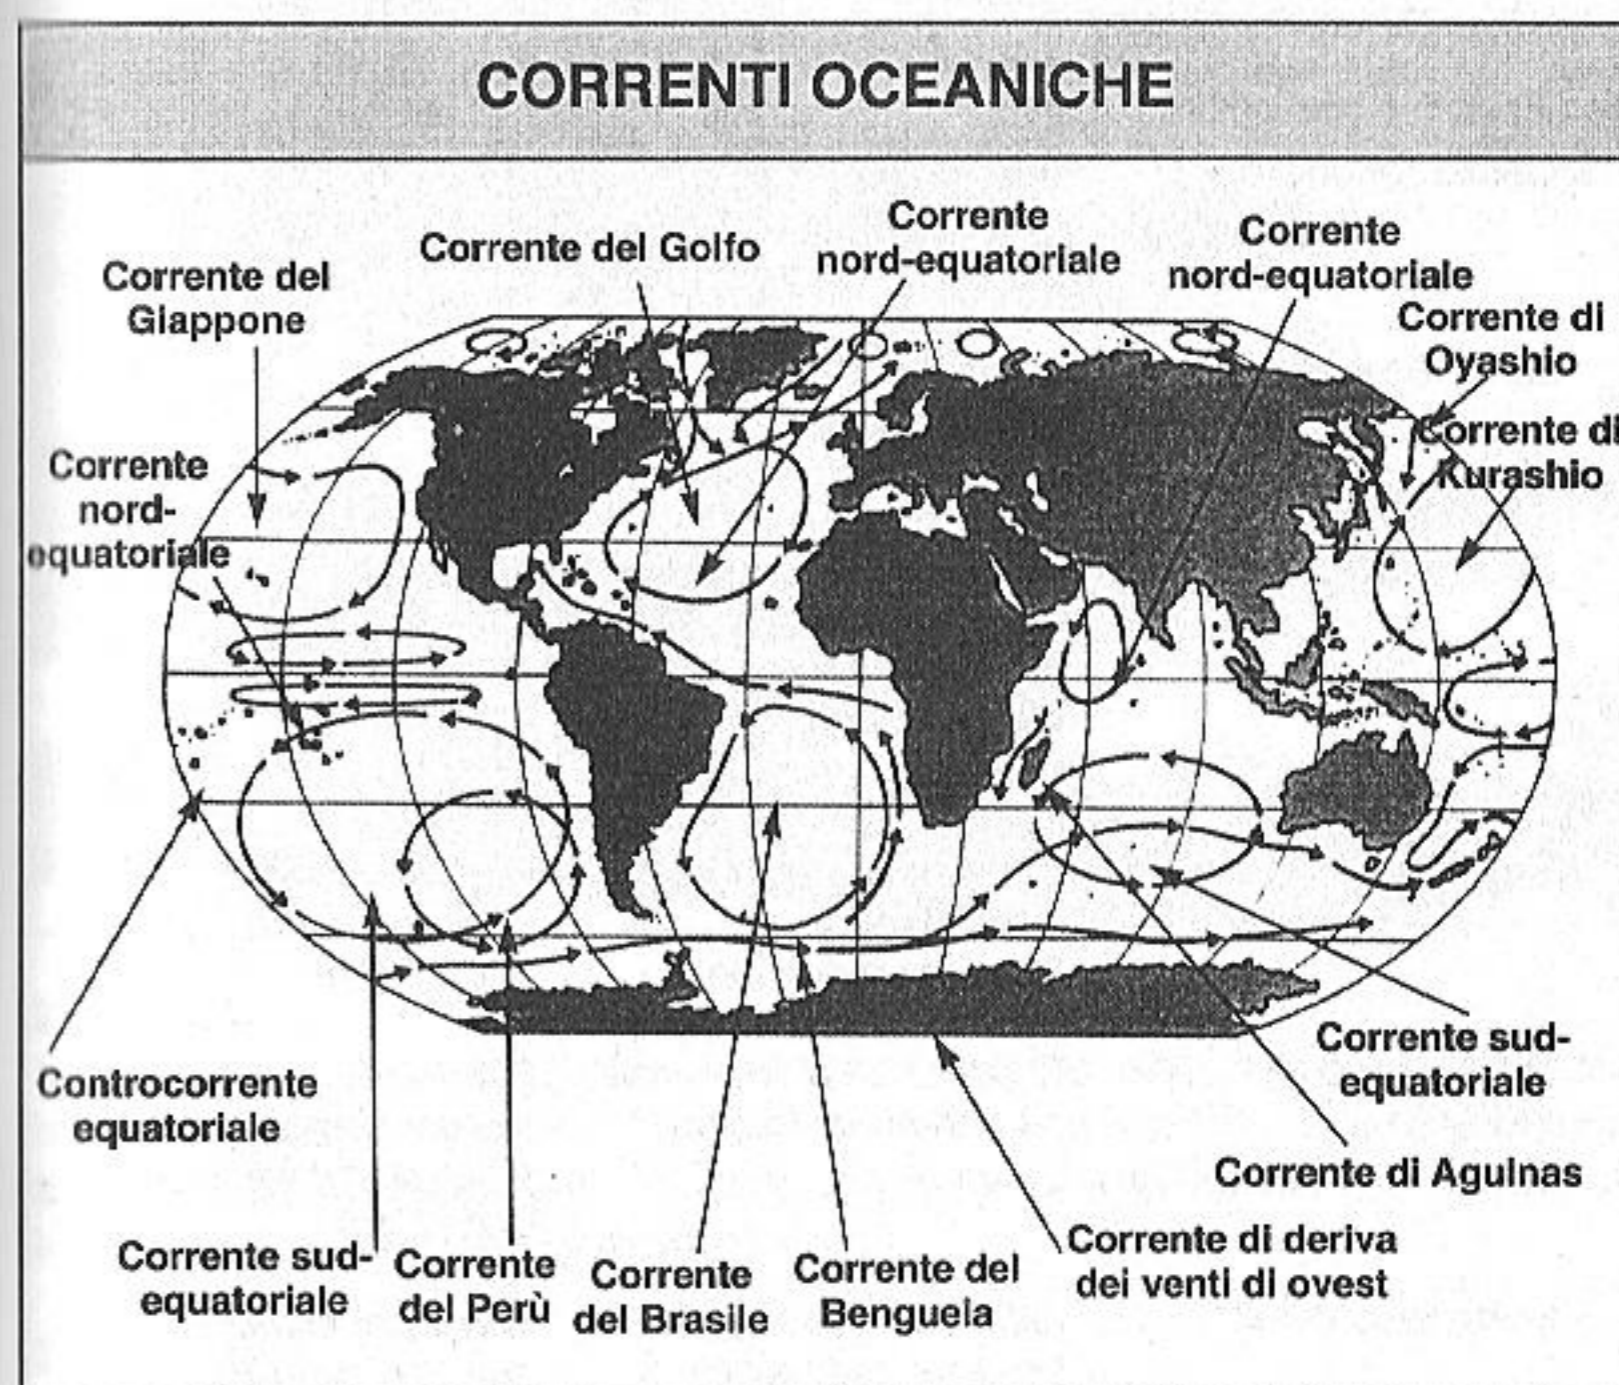 CORRENTI OCEANICHE
Corrente del
Giappone
Corrente del Golfo
Corrente
nord-equatoriale
Corrente
nord-equatoriale
Corrente di
Oyashio
Corrente di
Kurashio
Corrente
nord-
equatoriale
Controcorrente
equatoriale
Corrente sud-
equatoriale
Corrente
del Perù
Corrente
del Brasile
Corrente del
Benguela
Corrente di deriva
dei venti di ovest
Corrente di Agulnas
Corrente sud-
equatoriale